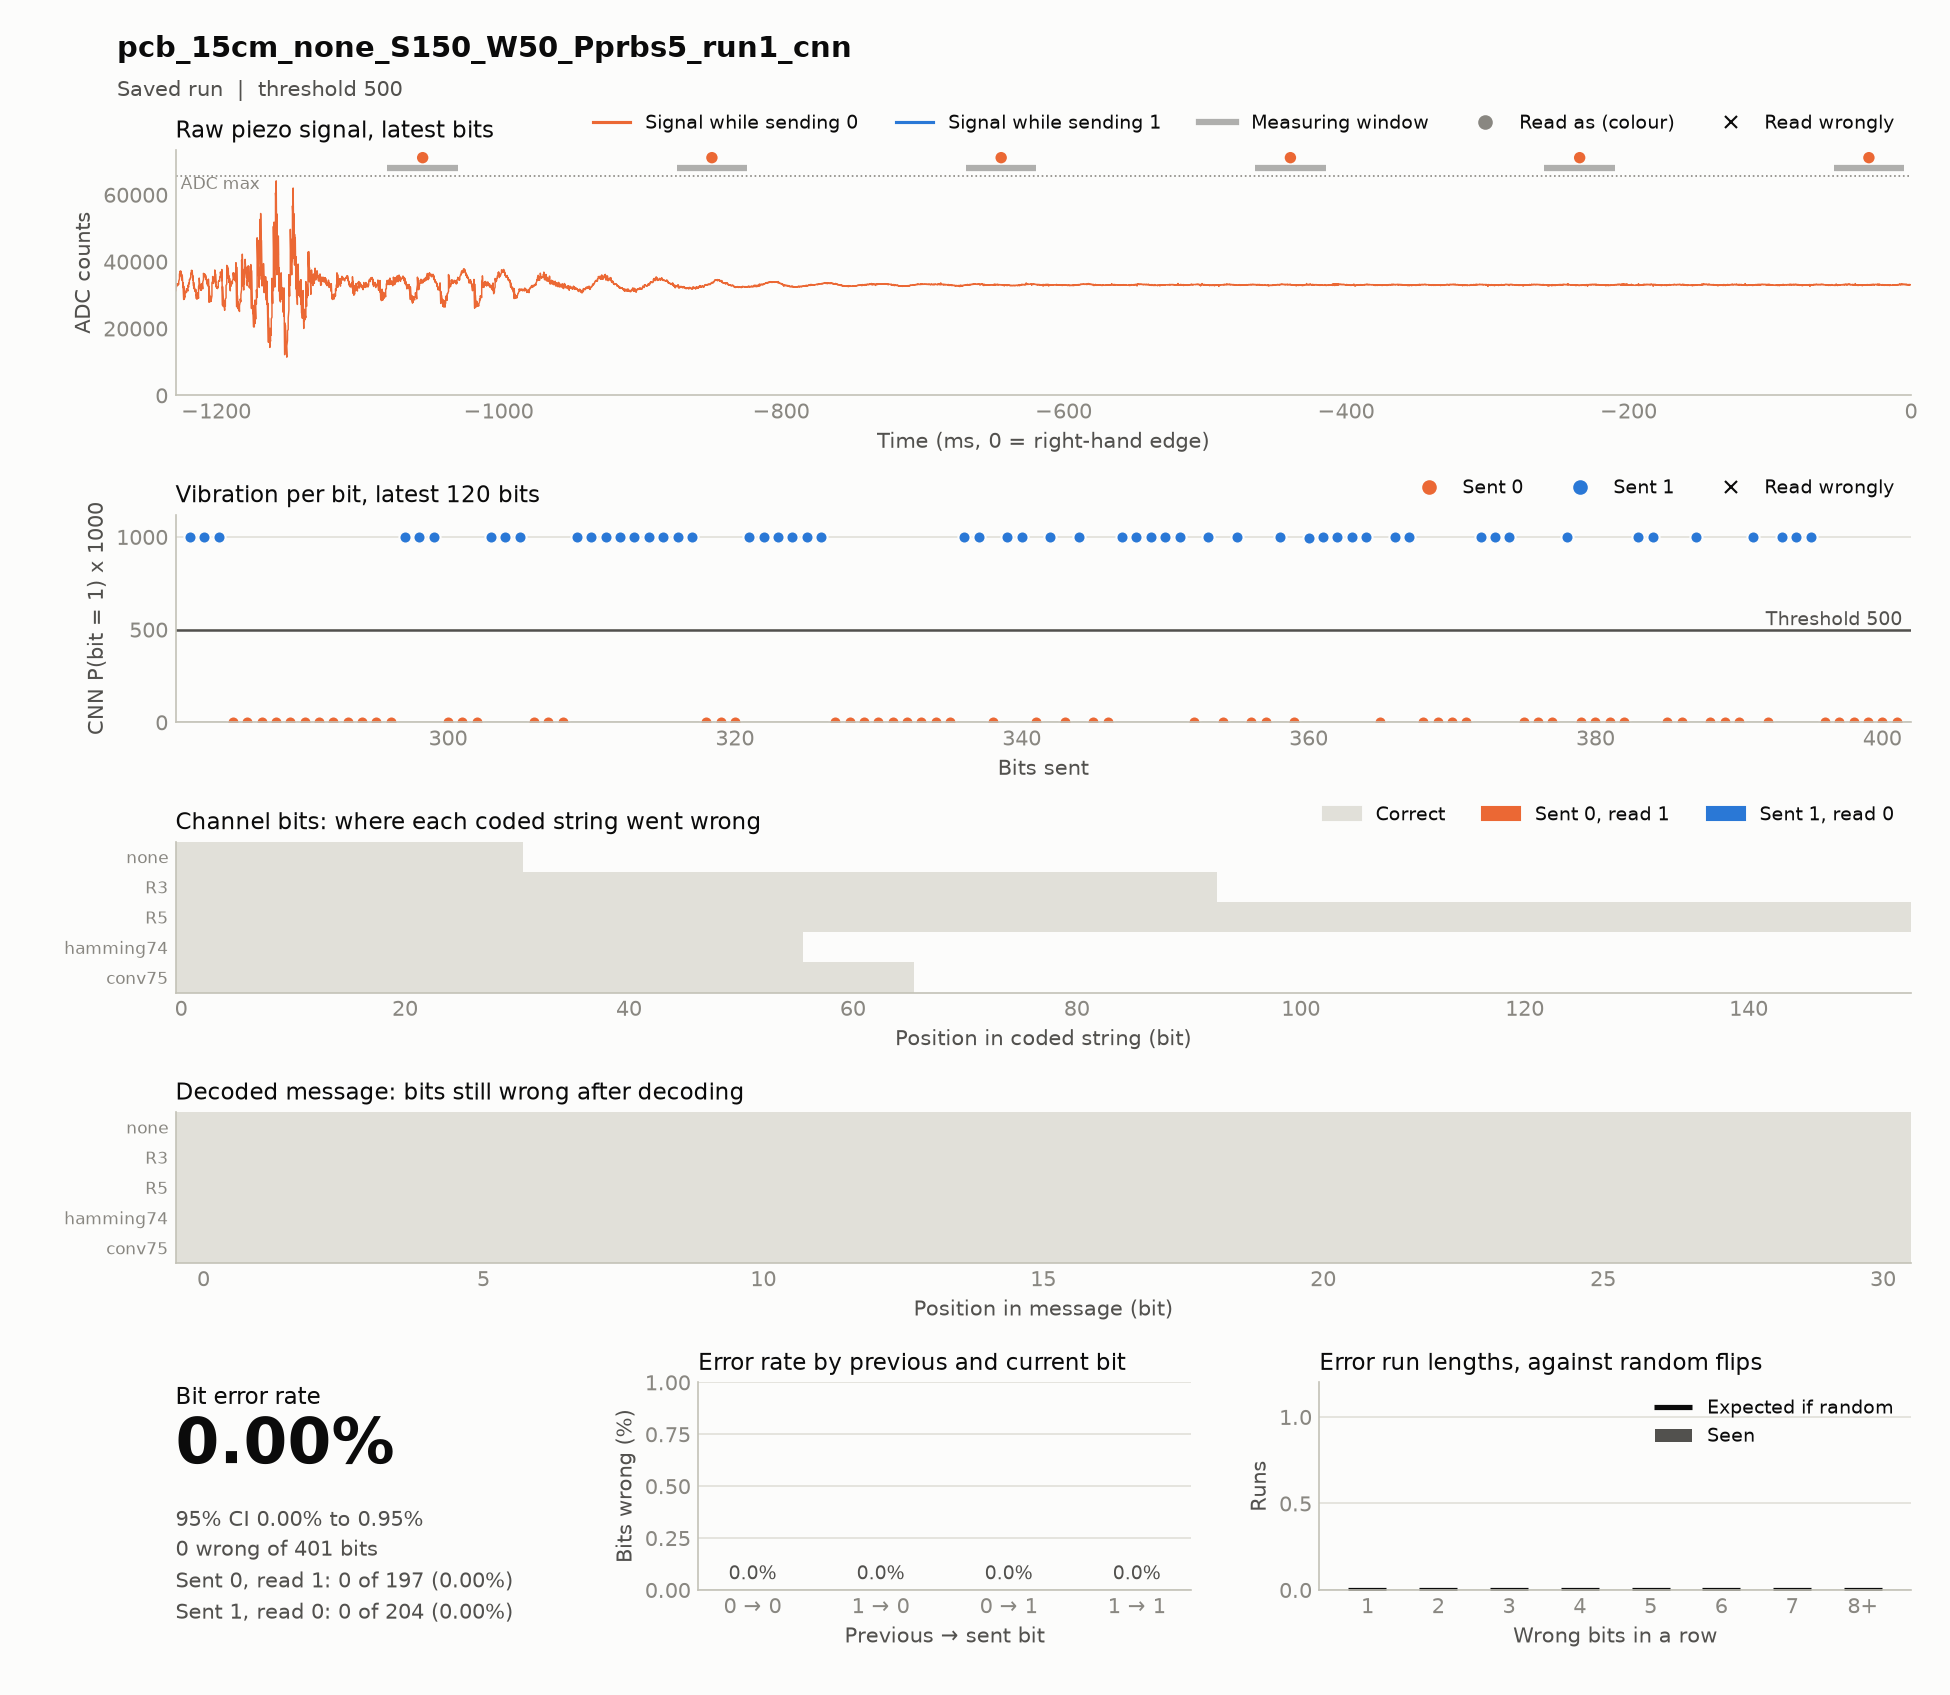 pcb_15cm_none_S150_W50_Pprbs5_run1_cnn
Saved run | threshold 500
Raw piezo signal, latest bits
Signal while sending 0
Signal while sending 1
Measuring window
Read as (colour)
Read wrongly
ADC max
60000
40000
20000
0
ADC counts
−1200 −1000 −800 −600 −400 −200 0
Time (ms, 0 = right-hand edge)
Vibration per bit, latest 120 bits
Sent 0
Sent 1
Read wrongly
1000
500
0
CNN P(bit = 1) x 1000
Threshold 500
300 320 340 360 380 400
Bits sent
Channel bits: where each coded string went wrong
Correct
Sent 0, read 1
Sent 1, read 0
none
R3
R5
hamming74
conv75
0 20 40 60 80 100 120 140
Position in coded string (bit)
Decoded message: bits still wrong after decoding
none
R3
R5
hamming74
conv75
0 5 10 15 20 25 30
Position in message (bit)
Bit error rate
0.00%
95% CI 0.00% to 0.95%
0 wrong of 401 bits
Sent 0, read 1: 0 of 197 (0.00%)
Sent 1, read 0: 0 of 204 (0.00%)
Error rate by previous and current bit
1.00
0.75
0.50
0.25
0.00
Bits wrong (%)
0.0% 0.0% 0.0% 0.0%
0 → 0 1 → 0 0 → 1 1 → 1
Previous → sent bit
Error run lengths, against random flips
Expected if random
Seen
1.0
0.5
0.0
Runs
1 2 3 4 5 6 7 8+
Wrong bits in a row